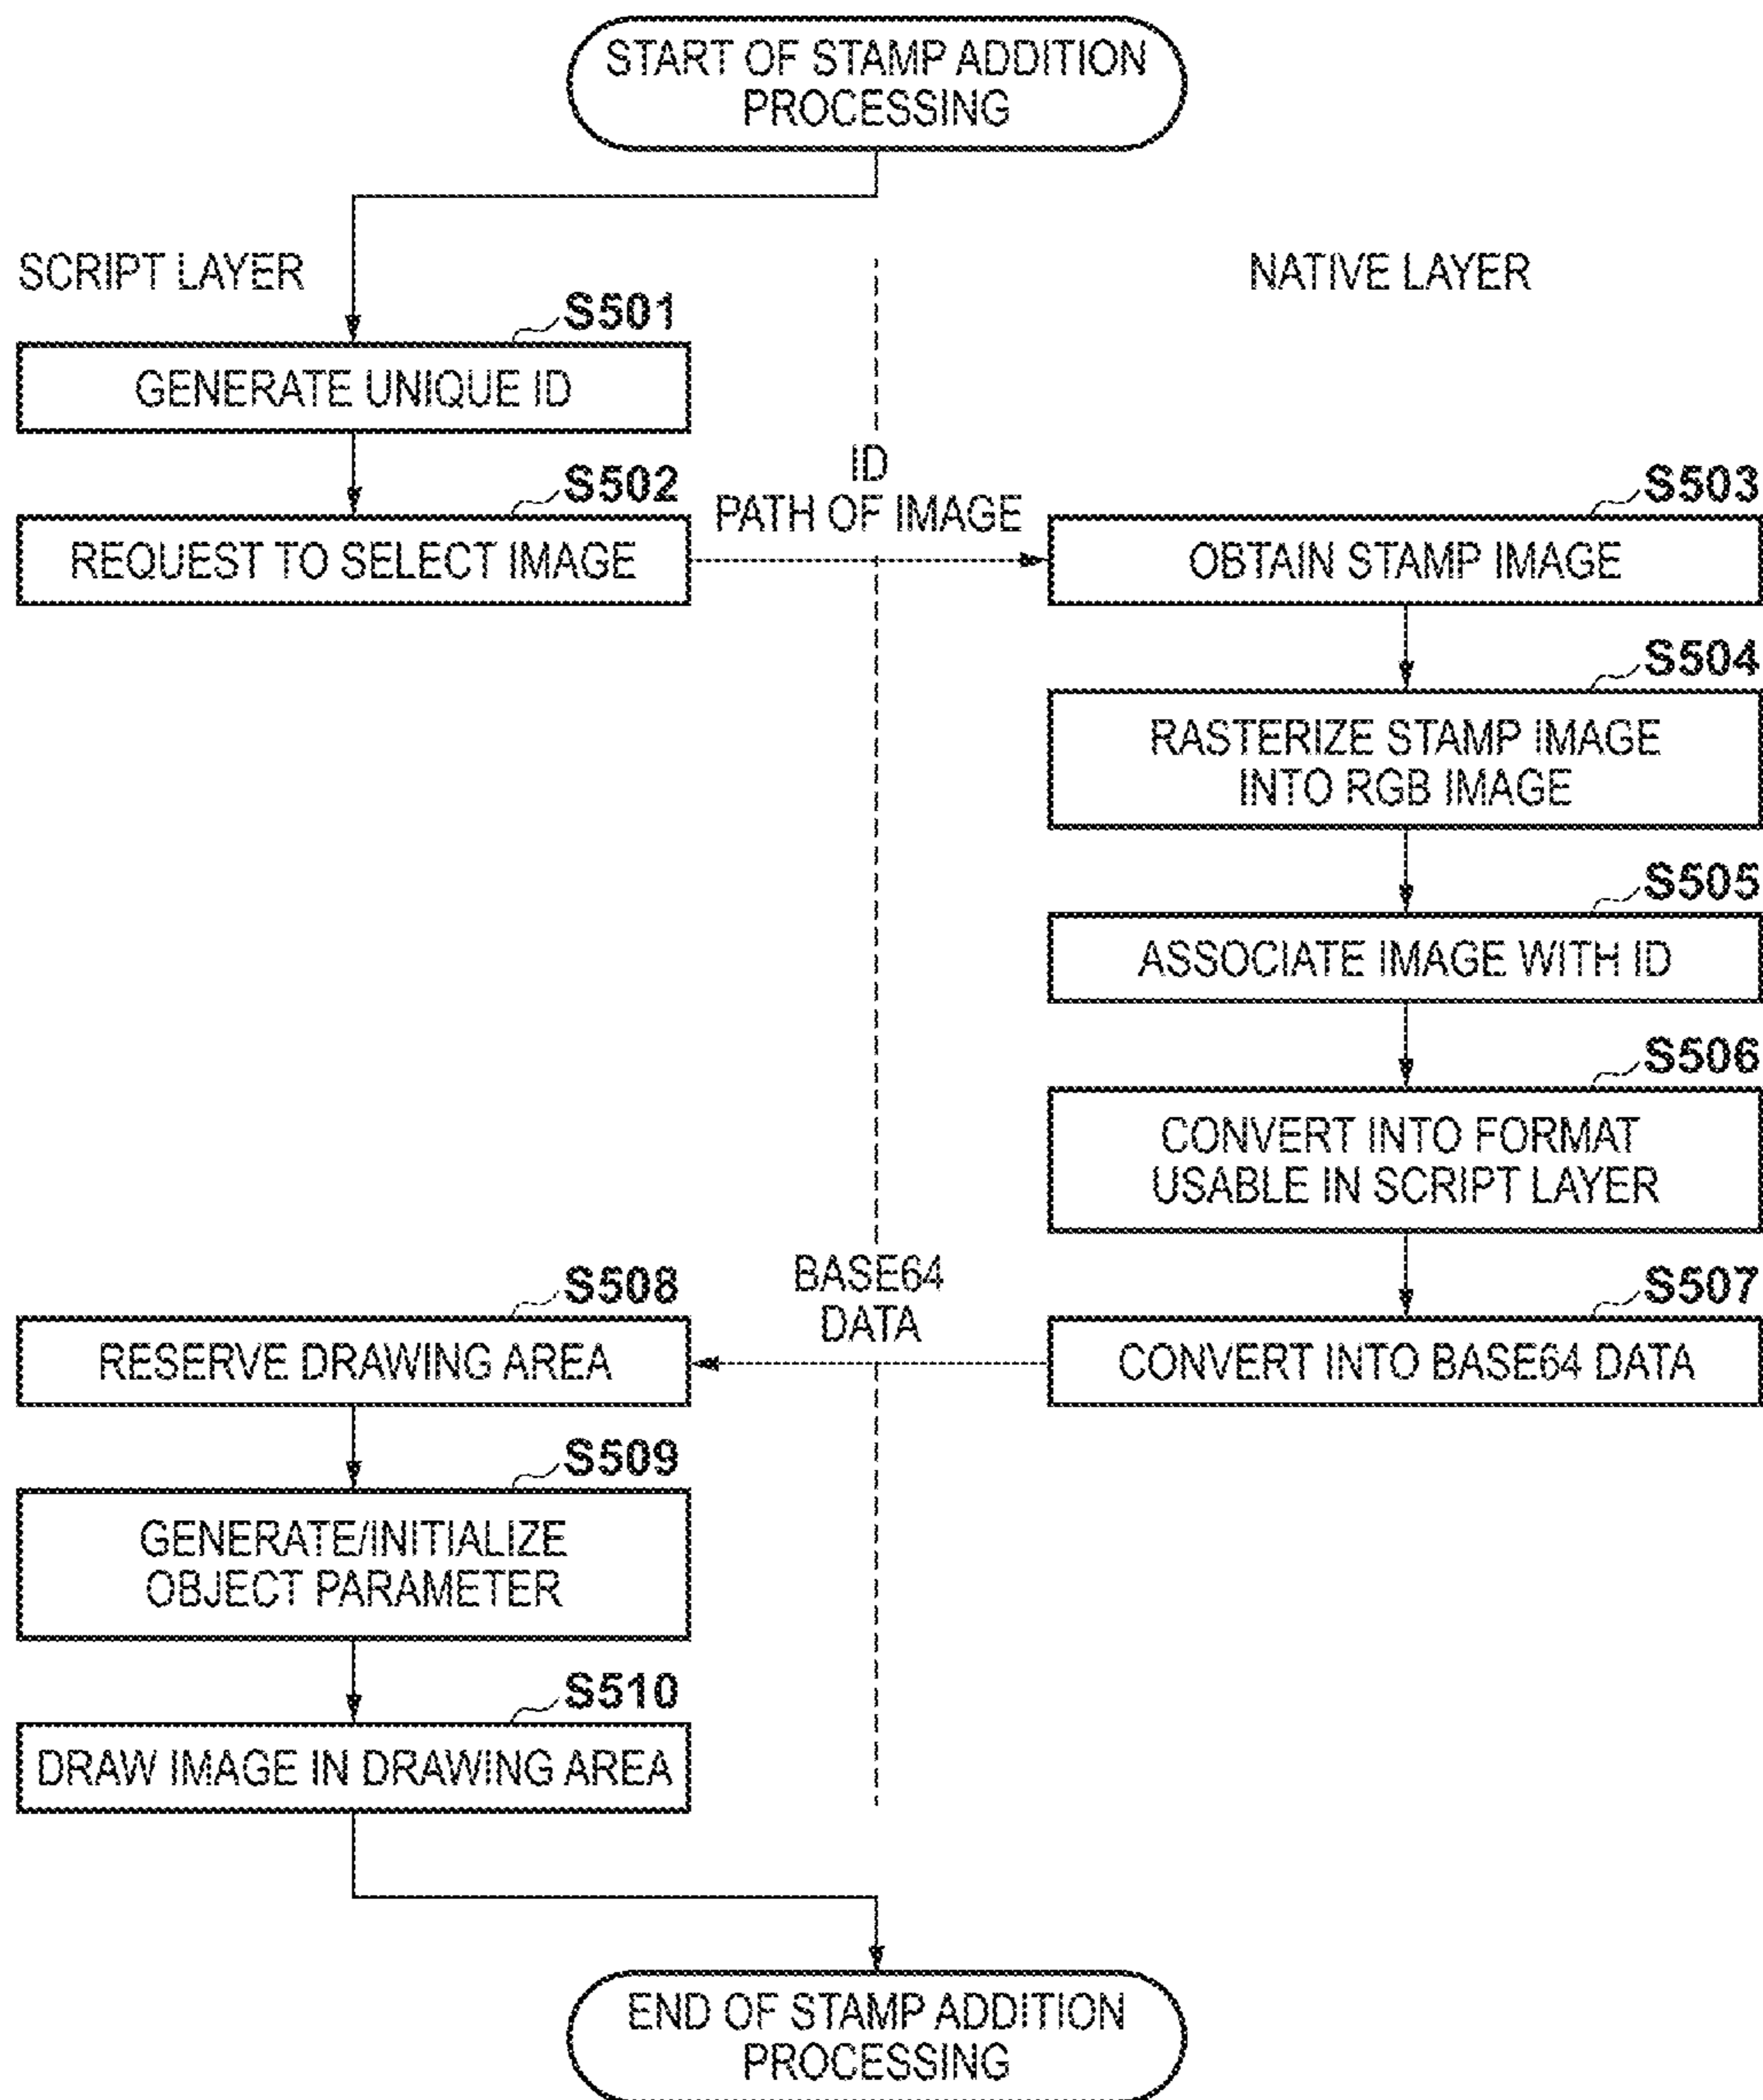 START OF STAMP ADDITION
PROCESSING
SCRIPT LAYER
NATIVE LAYER
S501
GENERATE UNIQUE ID
S502
REQUEST TO SELECT IMAGE
ID
PATH OF IMAGE
S503
OBTAIN STAMP IMAGE
S504
RASTERIZE STAMP IMAGE
INTO RGB IMAGE
S505
ASSOCIATE IMAGE WITH ID
S506
CONVERT INTO FORMAT
USABLE IN SCRIPT LAYER
S507
CONVERT INTO BASE64 DATA
BASE64
DATA
S508
RESERVE DRAWING AREA
S509
GENERATE/INITIALIZE
OBJECT PARAMETER
S510
DRAW IMAGE IN DRAWING AREA
END OF STAMP ADDITION
PROCESSING